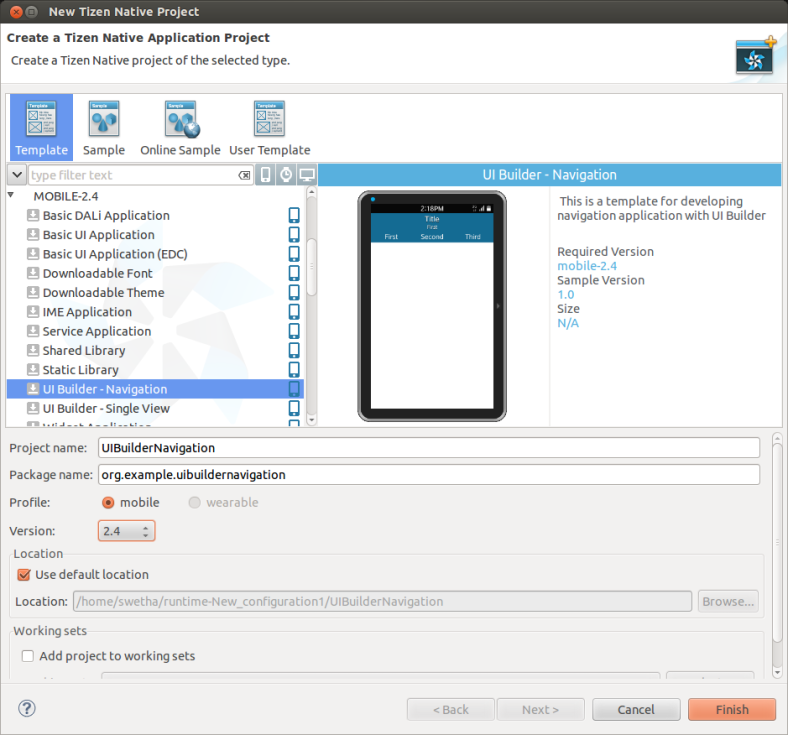 New Tizen Native Project
Create a Tizen Native Application Project
Create a Tizen Native project of the selected type.
Template
Sample
Online Sample
User Template
type filter text
UI Builder - Navigation
MOBILE-2.4
Basic DALi Application
Basic UI Application
Basic UI Application (EDC)
Downloadable Font
Downloadable Theme
IME Application
Service Application
Shared Library
Static Library
UI Builder - Navigation
UI Builder - Single View
Widget Application
2:18PM
Title
First
First Second Third
This is a template for developing
navigation application with UI Builder
Required Version
mobile-2.4
Sample Version
1.0
Size
N/A
Project name: UIBuilderNavigation
Package name: org.example.uibuildernavigation
Profile: mobile wearable
Version: 2.4
Location
Use default location
Location: /home/swetha/runtime-New_configuration1/UIBuilderNavigation Browse...
Working sets
Add project to working sets
< Back Next > Cancel Finish